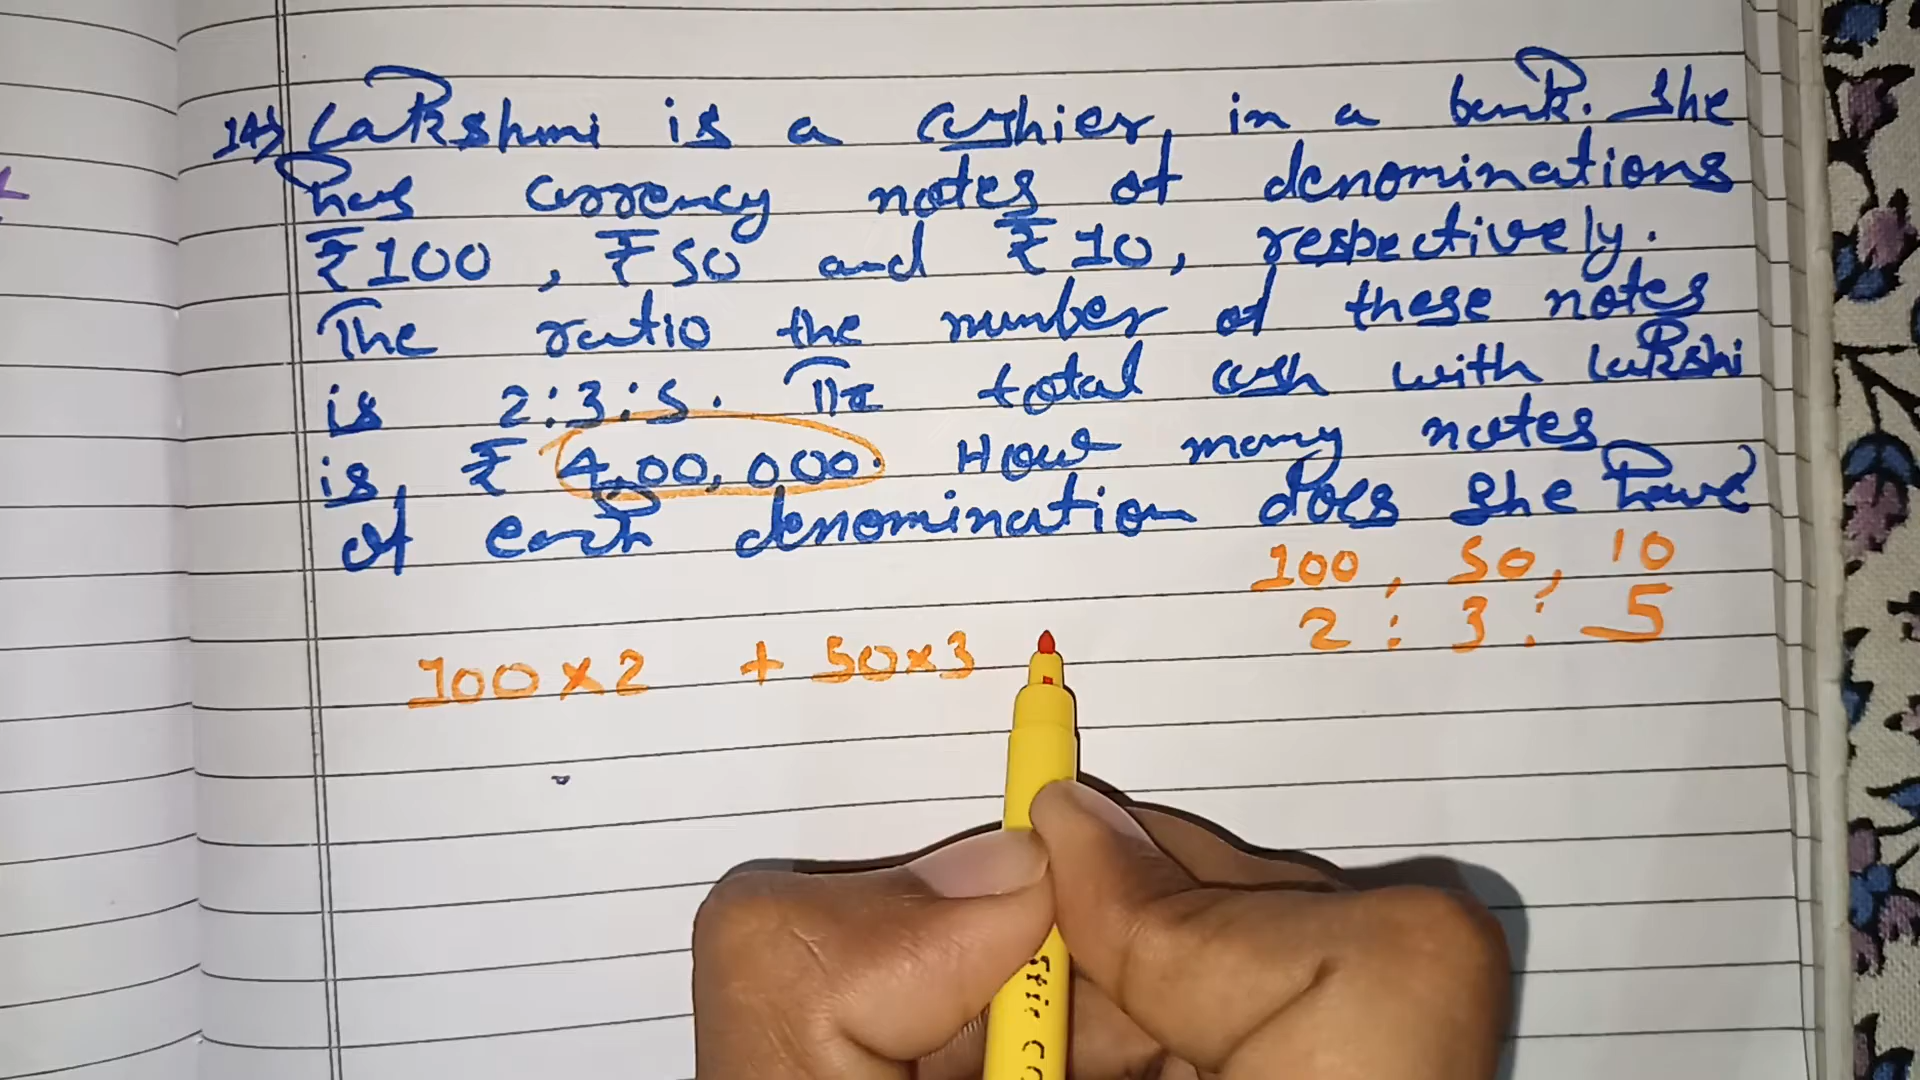 14) Lakshmi is a cashier, in a bank. She
has currency notes of denominations
₹100, ₹50 and ₹10, respectively.
The ratio the number of these notes
is 2:3:5. The total cash with Lakshi
is, ₹ 4,00,000. How many notes
of each denomination does she have
100, 50, 10
2 : 3 : 5
100×2 + 50×3
Stic